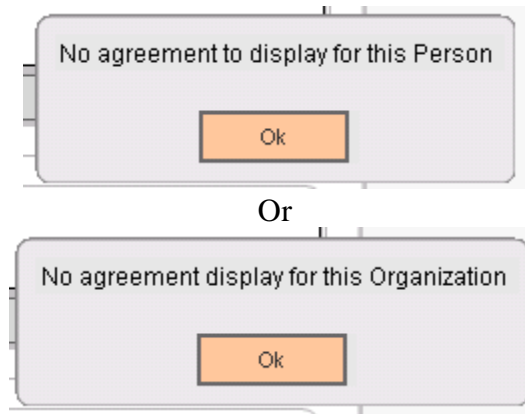 No agreement to display for this Person
Ok
Or
No agreement display for this Organization
Ok